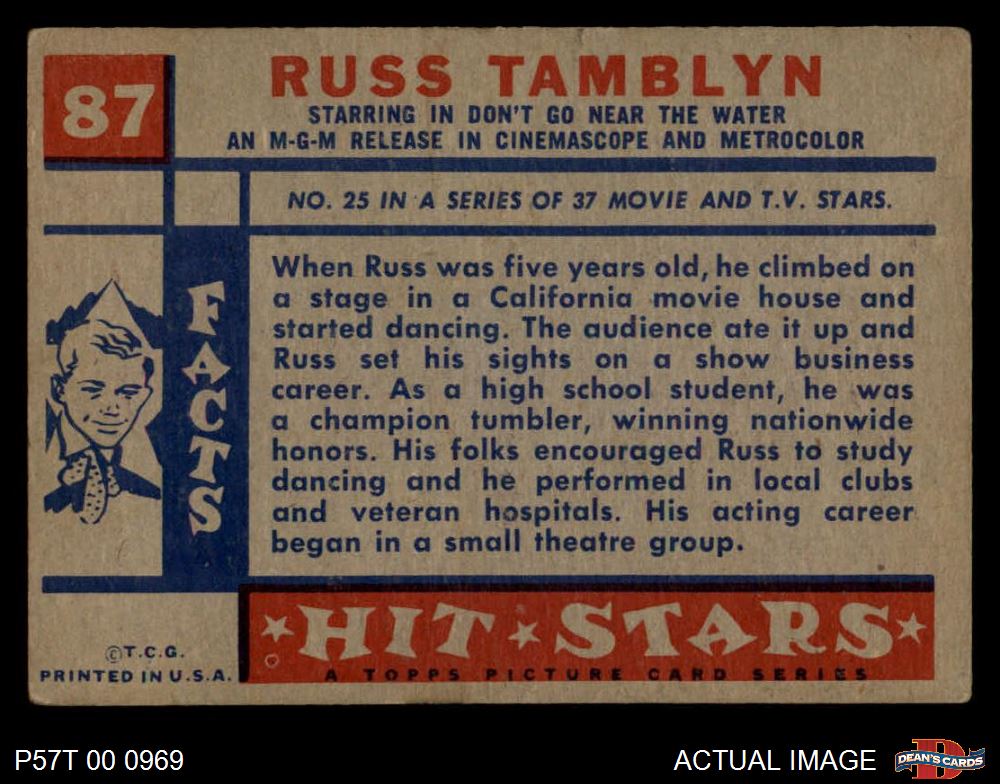 87
RUSS TAMBLYN
STARRING IN DON'T GO NEAR THE WATER
AN M-G-M RELEASE IN CINEMASCOPE AND METROCOLOR
NO. 25 IN A SERIES OF 37 MOVIE AND T.V. STARS.
FACTS
When Russ was five years old, he climbed on
a stage in a California movie house and
started dancing. The audience ate it up and
Russ set his sights on a show business
career. As a high school student, he was
a champion tumbler, winning nationwide
honors. His folks encouraged Russ to study
dancing and he performed in local clubs
and veteran hospitals. His acting career
began in a small theatre group.
©T.C.G.
PRINTED IN U.S.A.
HIT STARS
A TOPPS PICTURE CARD SERIES
P57T 00 0969
ACTUAL IMAGE
D
DEAN'S CARDS